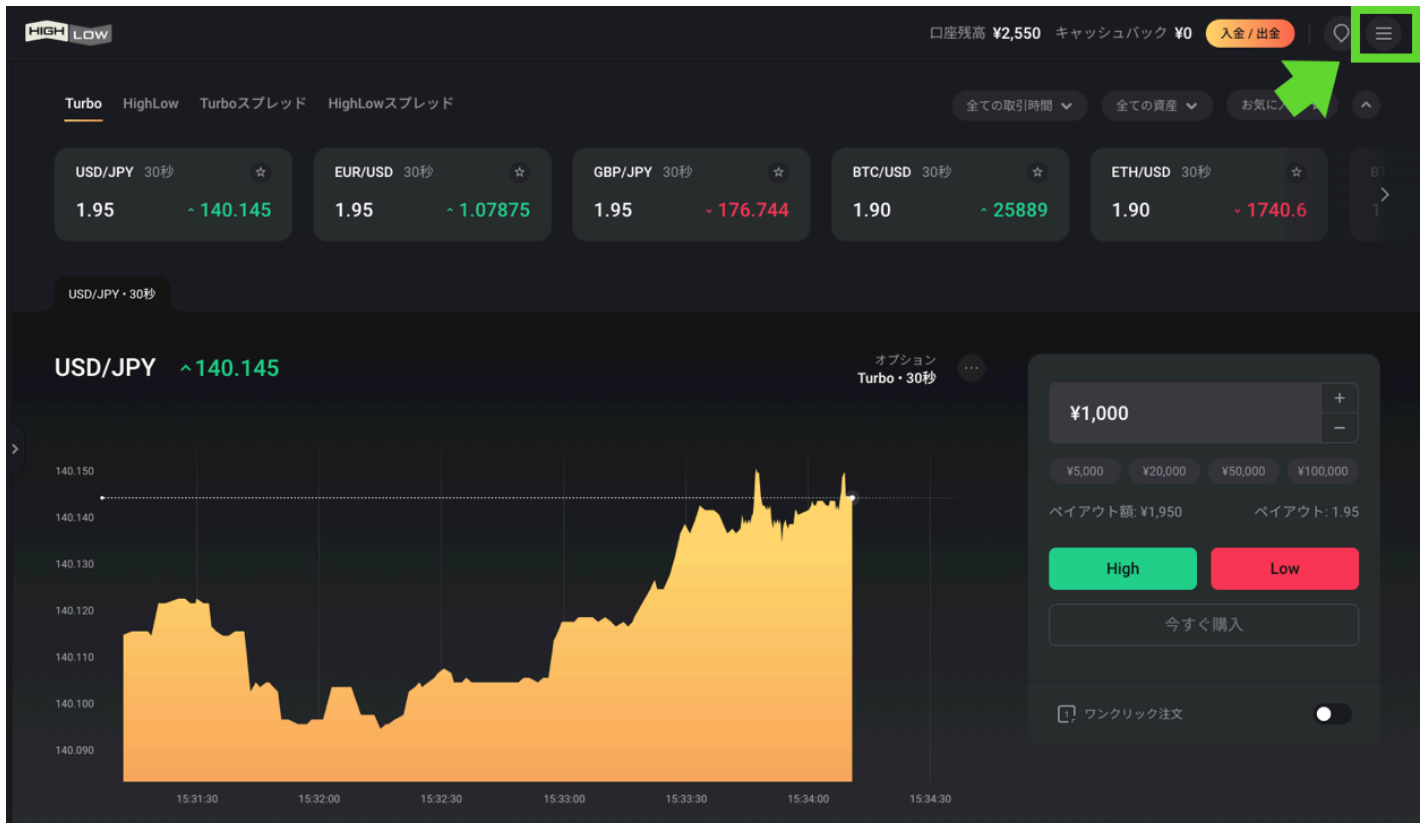 HIGH LOW
口座残高 ¥2,550 キャッシュバック ¥0 入金 / 出金
Turbo HighLow Turboスプレッド HighLowスプレッド
全ての取引時間 全ての資産 お気に
USD/JPY 30秒
1.95 140.145
EUR/USD 30秒
1.95 1.07875
GBP/JPY 30秒
1.95 176.744
BTC/USD 30秒
1.90 25889
ETH/USD 30秒
1.90 1740.6
USD/JPY・30秒
USD/JPY 140.145
オプション
Turbo・30秒
140.150
140.140
140.130
140.120
140.110
140.100
140.090
15:31:30 15:32:00 15:32:30 15:33:00 15:33:30 15:34:00 15:34:30
¥1,000
+
−
¥5,000 ¥20,000 ¥50,000 ¥100,000
ペイアウト額: ¥1,950 ペイアウト: 1.95
High Low
今すぐ購入
1 ワンクリック注文